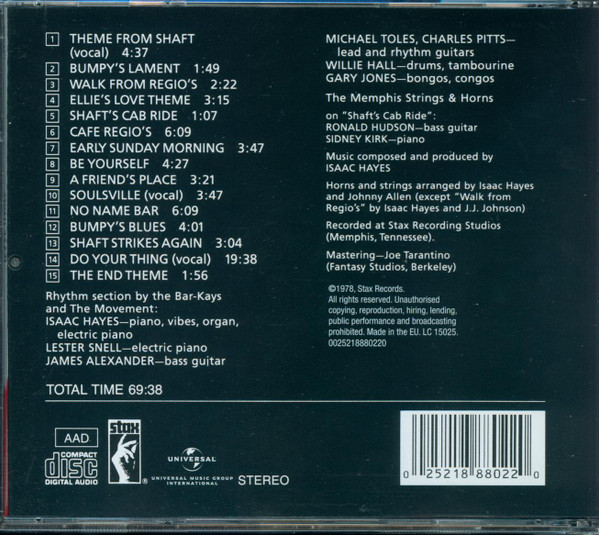 1 THEME FROM SHAFT
(vocal) 4:37
2 BUMPY'S LAMENT 1:49
3 WALK FROM REGIO'S 2:22
4 ELLIE'S LOVE THEME 3:15
5 SHAFT'S CAB RIDE 1:07
6 CAFE REGIO'S 6:09
7 EARLY SUNDAY MORNING 3:47
8 BE YOURSELF 4:27
9 A FRIEND'S PLACE 3:21
10 SOULSVILLE (vocal) 3:47
11 NO NAME BAR 6:09
12 BUMPY'S BLUES 4:01
13 SHAFT STRIKES AGAIN 3:04
14 DO YOUR THING (vocal) 19:38
15 THE END THEME 1:56
Rhythm section by the Bar-Kays
and The Movement:
ISAAC HAYES—piano, vibes, organ,
electric piano
LESTER SNELL—electric piano
JAMES ALEXANDER—bass guitar
TOTAL TIME 69:38
MICHAEL TOLES, CHARLES PITTS—
lead and rhythm guitars
WILLIE HALL—drums, tambourine
GARY JONES—bongos, congos
The Memphis Strings & Horns
on "Shaft's Cab Ride":
RONALD HUDSON—bass guitar
SIDNEY KIRK—piano
Music composed and produced by
ISAAC HAYES
Horns and strings arranged by Isaac Hayes
and Johnny Allen (except "Walk from
Regio's" by Isaac Hayes and J.J. Johnson)
Recorded at Stax Recording Studios
(Memphis, Tennessee).
Mastering—Joe Tarantino
(Fantasy Studios, Berkeley)
©1978, Stax Records.
All rights reserved. Unauthorised
copying, reproduction, hiring, lending,
public performance and broadcasting
prohibited. Made in the EU. LC 15025.
0025218880220
AAD
COMPACT
disc
DIGITAL AUDIO
stax
®
UNIVERSAL
UNIVERSAL MUSIC GROUP
INTERNATIONAL
STEREO
0 25218 88022 0